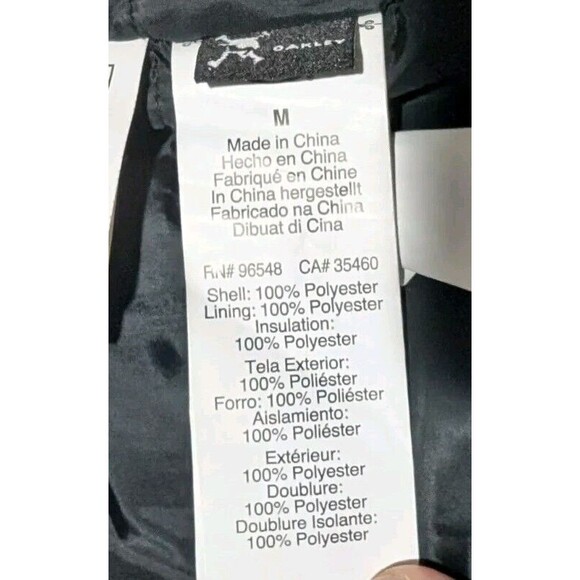 OAKLEY
M
Made in China
Hecho en China
Fabriqué en Chine
In China hergestellt
Fabricado na China
Dibuat di Cina
RN# 96548 CA# 35460
Shell: 100% Polyester
Lining: 100% Polyester
Insulation:
100% Polyester
Tela Exterior:
100% Poliéster
Forro: 100% Poliéster
Aislamiento:
100% Poliéster
Extérieur:
100% Polyester
Doublure:
100% Polyester
Doublure Isolante:
100% Polyester